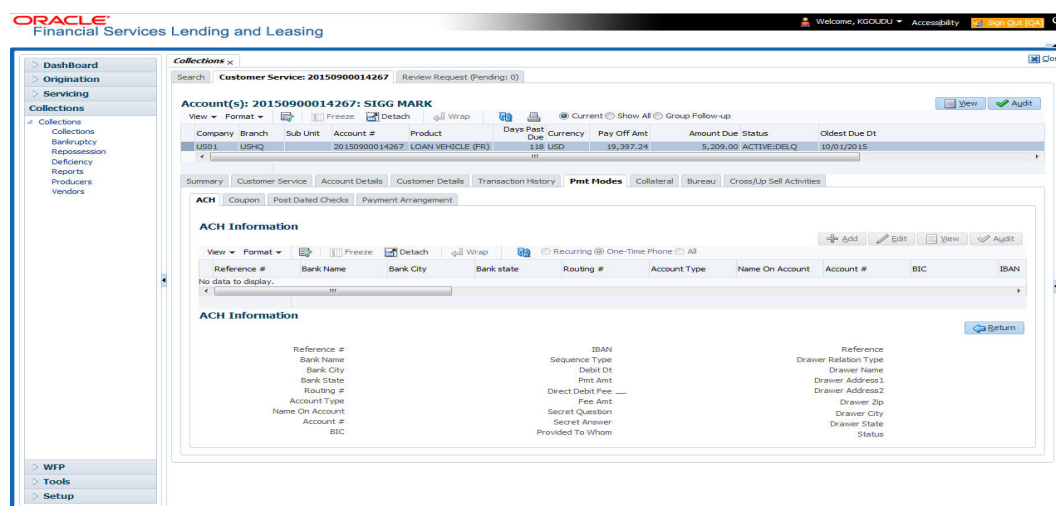 ORACLE®
Financial Services Lending and Leasing
Welcome, KGOUDU Accessibility Sign Out [QA]
DashBoard
Origination
Servicing
Collections
Collections
Collections
Bankruptcy
Repossession
Deficiency
Reports
Producers
Vendors
WFP
Tools
Setup
Collections × Clos
Search Customer Service: 20150900014267 Review Request (Pending: 0)
Account(s): 20150900014267: SIGG MARK View Audit
View Format Freeze Detach Wrap Current Show All Group Follow-up
Company Branch Sub Unit Account # Product Days Past Due Currency Pay Off Amt Amount Due Status Oldest Due Dt
US01 USHQ 20150900014267 LOAN VEHICLE (FR) 118 USD 19,397.24 5,209.00 ACTIVE:DELQ 10/01/2015
Summary Customer Service Account Details Customer Details Transaction History Pmt Modes Collateral Bureau Cross/Up Sell Activities
ACH Coupon Post Dated Checks Payment Arrangement
ACH Information
Add Edit View Audit
View Format Freeze Detach Wrap Recurring One-Time Phone All
Reference # Bank Name Bank City Bank state Routing # Account Type Name On Account Account # BIC IBAN
No data to display.
ACH Information
Return
Reference # IBAN Reference
Bank Name Sequence Type Drawer Relation Type
Bank City Debit Dt Drawer Name
Bank State Pmt Amt Drawer Address1
Routing # Direct Debit Fee Drawer Address2
Account Type Fee Amt Drawer Zip
Name On Account Secret Question Drawer City
Account # Secret Answer Drawer State
BIC Provided To Whom Status